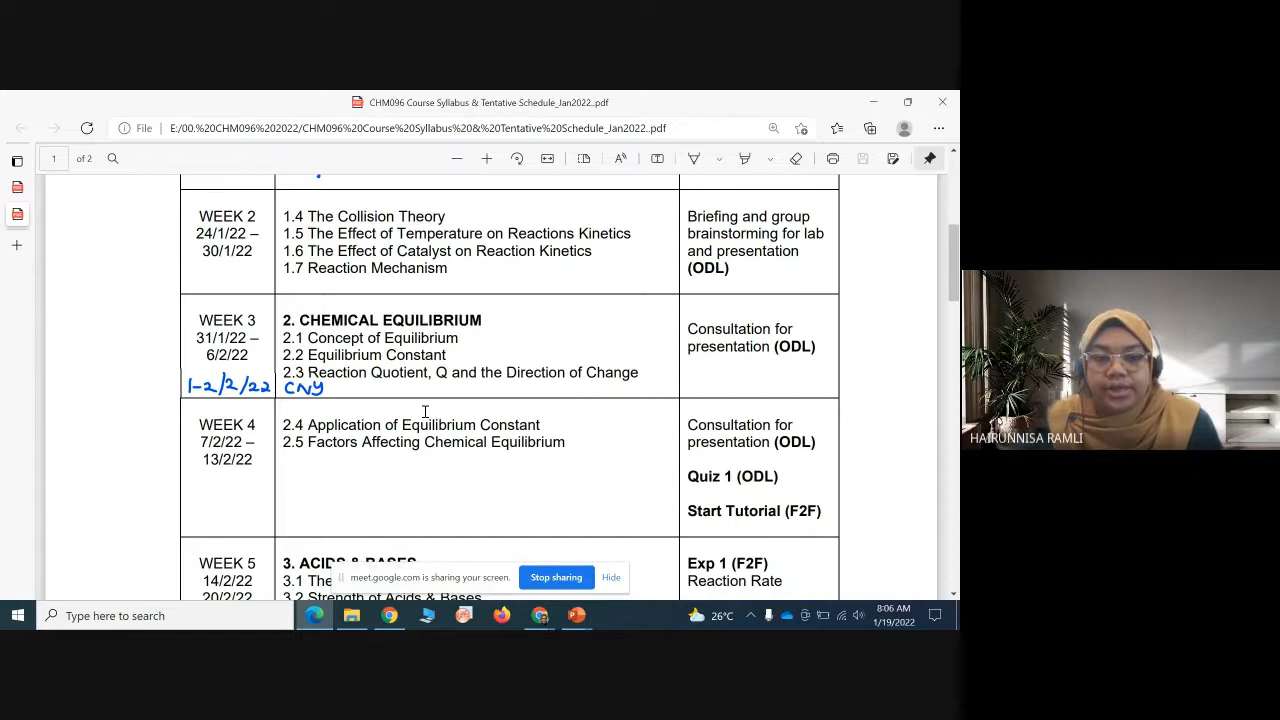 CHM096 Course Syllabus & Tentative Schedule_Jan2022..pdf
File
E:/00.%20CHM096%202022/CHM096%20Course%20Syllabus%20&%20Tentative%20Schedule_Jan2022..pdf
1 of 2
WEEK 2
24/1/22 –
30/1/22
1.4 The Collision Theory
1.5 The Effect of Temperature on Reactions Kinetics
1.6 The Effect of Catalyst on Reaction Kinetics
1.7 Reaction Mechanism
Briefing and group
brainstorming for lab
and presentation
(ODL)
WEEK 3
31/1/22 –
6/2/22
1-2/2/22
2. CHEMICAL EQUILIBRIUM
2.1 Concept of Equilibrium
2.2 Equilibrium Constant
2.3 Reaction Quotient, Q and the Direction of Change
CNY
Consultation for
presentation (ODL)
WEEK 4
7/2/22 –
13/2/22
2.4 Application of Equilibrium Constant
2.5 Factors Affecting Chemical Equilibrium
Consultation for
presentation (ODL)
Quiz 1 (ODL)
Start Tutorial (F2F)
WEEK 5
14/2/22
20/2/22
3. ACIDS & BASES
3.1 The
3.2 Strength of Acids & Bases
Exp 1 (F2F)
Reaction Rate
meet.google.com is sharing your screen.
Stop sharing
Hide
Type here to search
26°C
8:06 AM
1/19/2022
HAIRUNNISA RAMLI